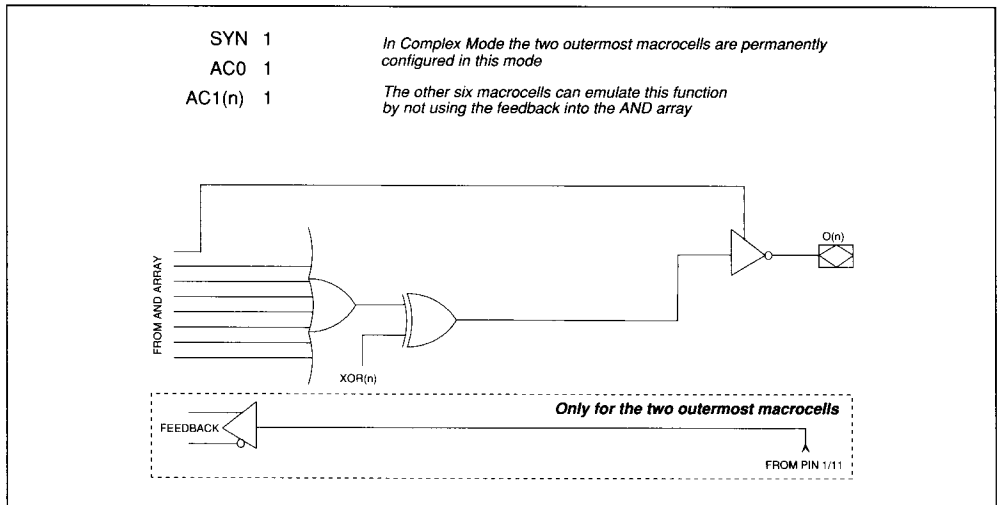 SYN 1
AC0 1
AC1(n) 1
In Complex Mode the two outermost macrocells are permanently
configured in this mode
The other six macrocells can emulate this function
by not using the feedback into the AND array
O(n)
FROM AND ARRAY
XOR(n)
Only for the two outermost macrocells
FEEDBACK
FROM PIN 1/11